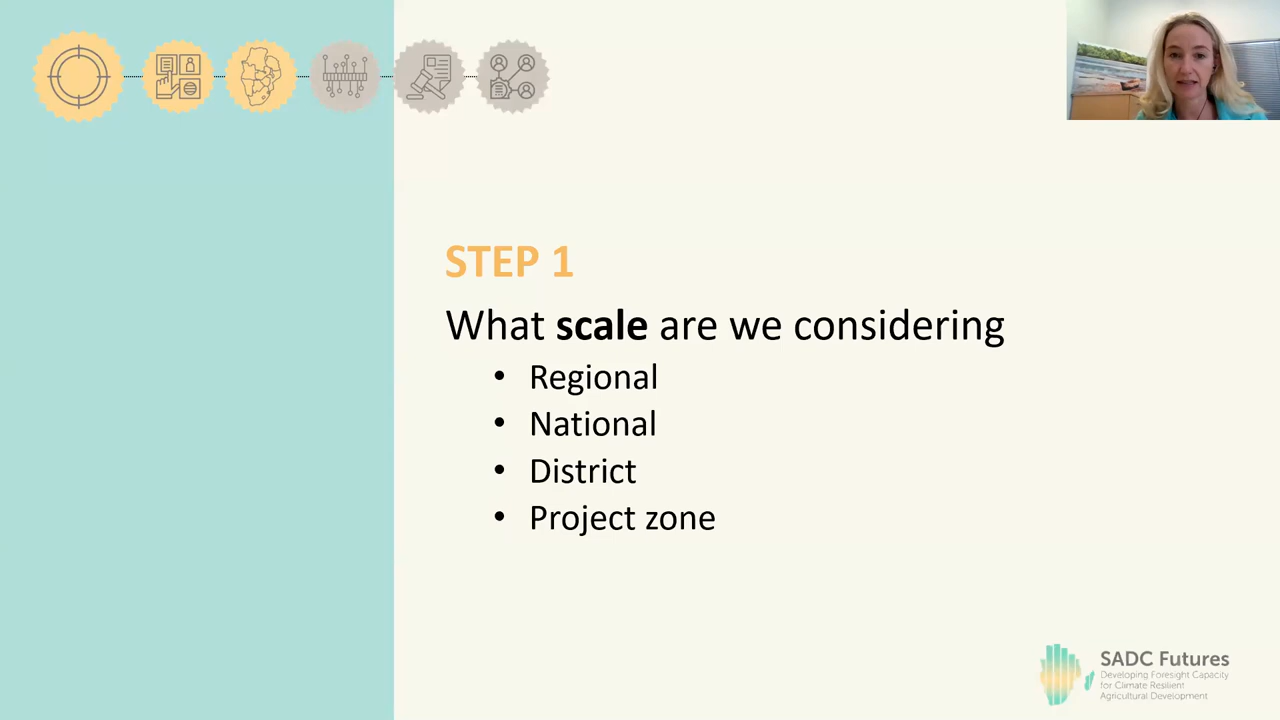 STEP 1
What scale are we considering
• Regional
• National
• District
• Project zone
SADC Futures
Developing Foresight Capacity
for Climate Resilient
Agricultural Development